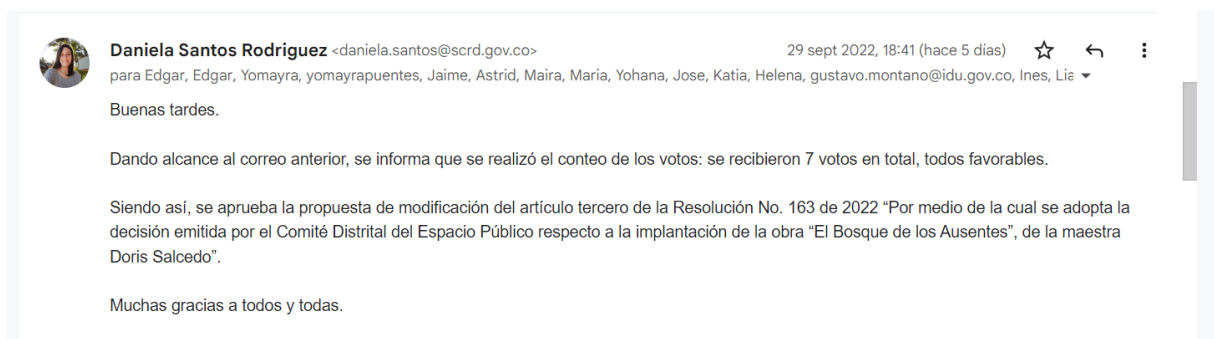 Daniela Santos Rodriguez <daniela.santos@scrd.gov.co> 29 sept 2022, 18:41 (hace 5 días)
para Edgar, Edgar, Yomayra, yomayrapuentes, Jaime, Astrid, Maira, Maria, Yohana, Jose, Katia, Helena, gustavo.montano@idu.gov.co, Ines, Lia
Buenas tardes.
Dando alcance al correo anterior, se informa que se realizó el conteo de los votos: se recibieron 7 votos en total, todos favorables.
Siendo así, se aprueba la propuesta de modificación del artículo tercero de la Resolución No. 163 de 2022 “Por medio de la cual se adopta la
decisión emitida por el Comité Distrital del Espacio Público respecto a la implantación de la obra “El Bosque de los Ausentes”, de la maestra
Doris Salcedo”.
Muchas gracias a todos y todas.